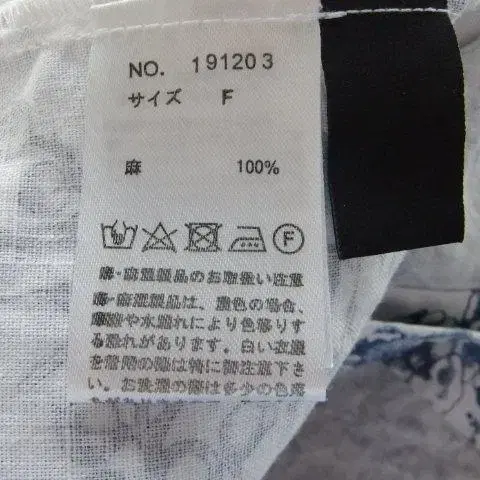 NO. 191203
サイズ F
麻 100%
F
麻・麻混製品のお取扱い注意
麻・麻混製品は、濃色の場合、
摩擦や水濡れにより色移りす
る恐れがあります。白い衣服
を着用の際は特に御注意下さ
い。お洗濯の際は多少の色落